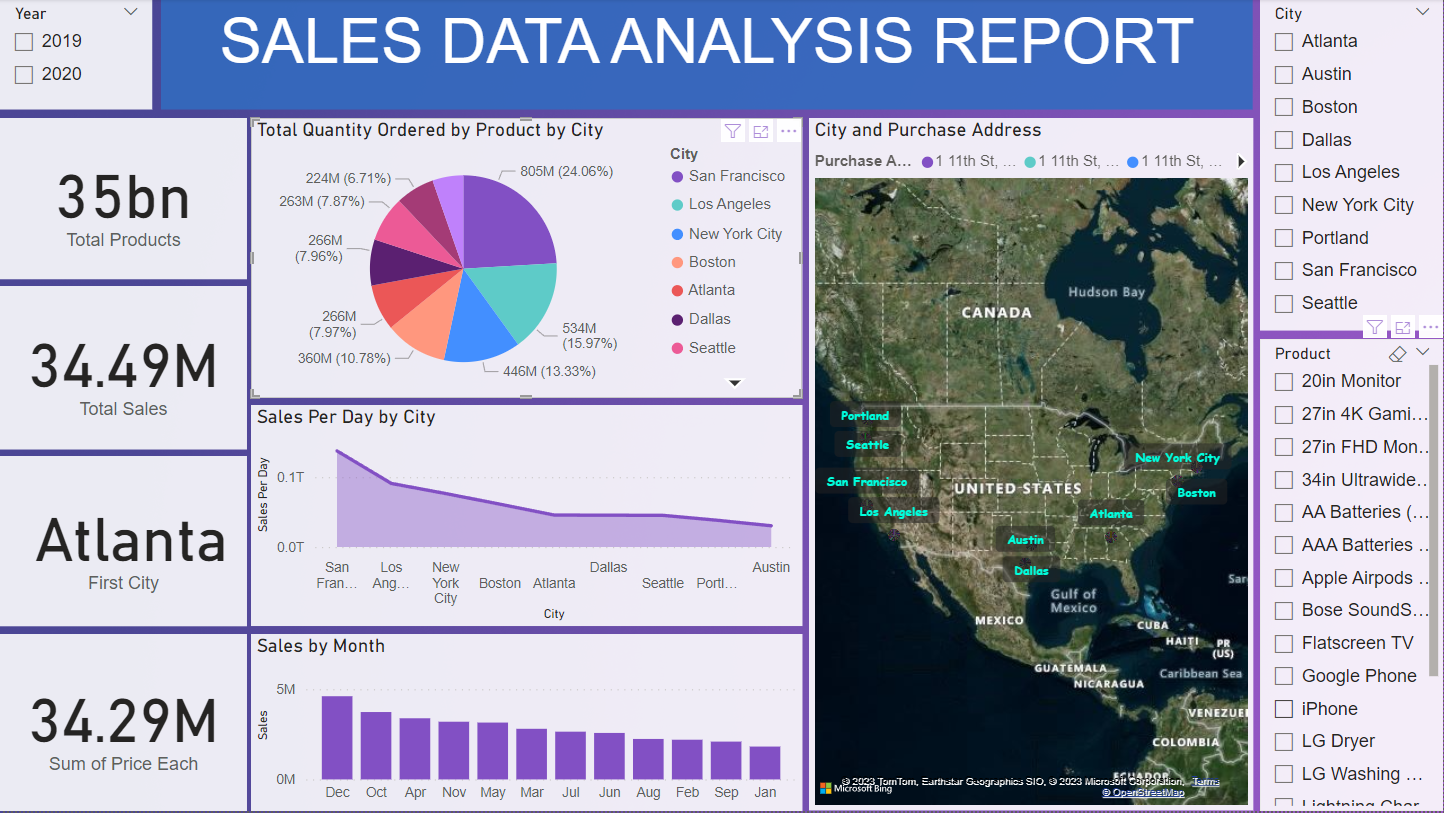 Year
2019
2020
SALES DATA ANALYSIS REPORT
35bn
Total Products
34.49M
Total Sales
Atlanta
First City
34.29M
Sum of Price Each
Total Quantity Ordered by Product by City
805M (24.06%)
534M
(15.97%)
446M (13.33%)
360M (10.78%)
266M
(7.97%)
266M
(7.96%)
263M (7.87%)
224M (6.71%)
City
San Francisco
Los Angeles
New York City
Boston
Atlanta
Dallas
Seattle
Sales Per Day by City
Sales Per Day
0.1T
0.0T
San
Fran…
Los
Ang…
New
York
City
Boston
Atlanta
Dallas
Seattle
Portl…
Austin
City
Sales by Month
Sales
5M
0M
Dec Oct Apr Nov May Mar Jul Jun Aug Feb Sep Jan
City and Purchase Address
Purchase A… 1 11th St, … 1 11th St, … 1 11th St, …
Hudson Bay
CANADA
Portland
Seattle
New York City
San Francisco
UNITED STATES
Boston
Los Angeles
Atlanta
Austin
Dallas
Sar
Gulf of
Mexico
MEXICO
CUBA
HAITI
PR
(US)
GUATEMALA
Caribbean Sea
NICARAGUA
VENEZUE
COLOMBIA
ECUADOR
© 2023 TomTom, Earthstar Geographics SIO, © 2023 Microsoft Corporation, Terms
Microsoft Bing
© OpenStreetMap
City
Atlanta
Austin
Boston
Dallas
Los Angeles
New York City
Portland
San Francisco
Seattle
Product
20in Monitor
27in 4K Gami…
27in FHD Mon…
34in Ultrawide…
AA Batteries (…
AAA Batteries …
Apple Airpods …
Bose SoundS…
Flatscreen TV
Google Phone
iPhone
LG Dryer
LG Washing …
Lightning Char